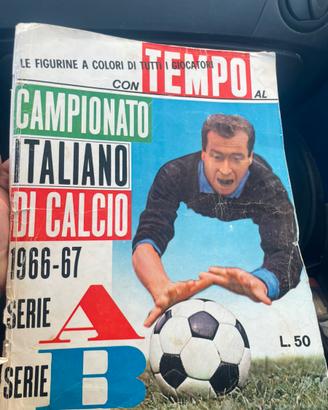 LE FIGURINE A COLORI DI TUTTI I GIOCATORI
CON TEMPO AL
CAMPIONATO
ITALIANO
DI CALCIO
1966-67
SERIE A
SERIE B
L. 50